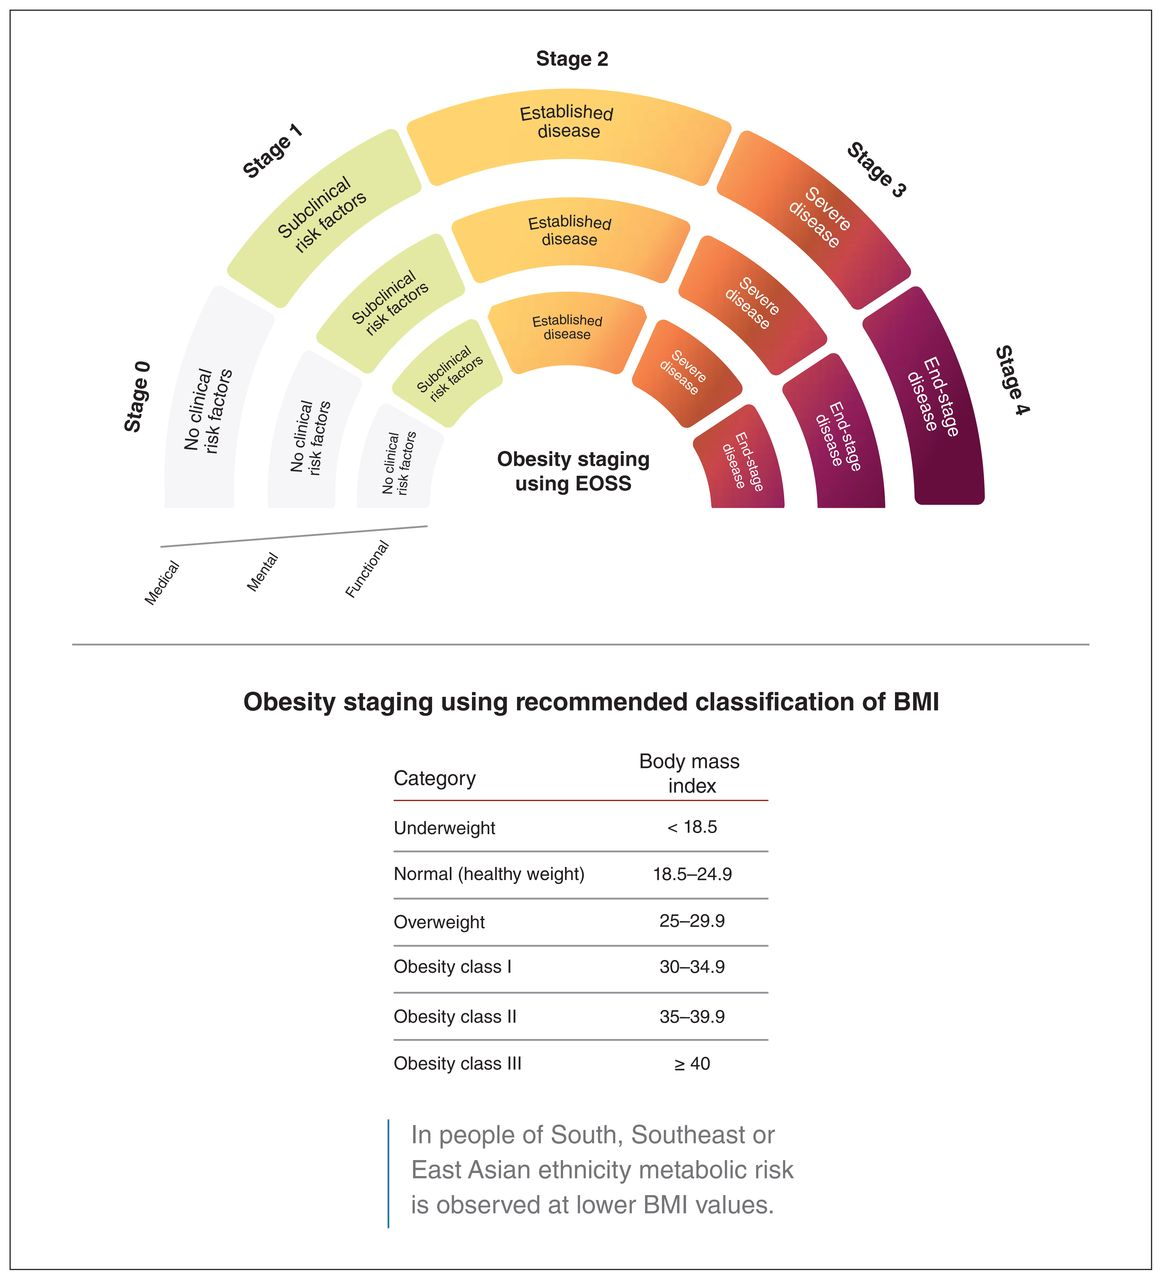 Stage 0
Stage 1
Stage 2
Stage 3
Stage 4
No clinical
risk factors
Subclinical
risk factors
Established
disease
Severe
disease
End-stage
disease
No clinical
risk factors
Subclinical
risk factors
Established
disease
Severe
disease
End-stage
disease
No clinical
risk factors
Subclinical
risk factors
Established
disease
Severe
disease
End-stage
disease
Obesity staging
using EOSS
Medical
Mental
Functional
Obesity staging using recommended classification of BMI
Category Body mass
index
Underweight < 18.5
Normal (healthy weight) 18.5–24.9
Overweight 25–29.9
Obesity class I 30–34.9
Obesity class II 35–39.9
Obesity class III ≥ 40
In people of South, Southeast or
East Asian ethnicity metabolic risk
is observed at lower BMI values.